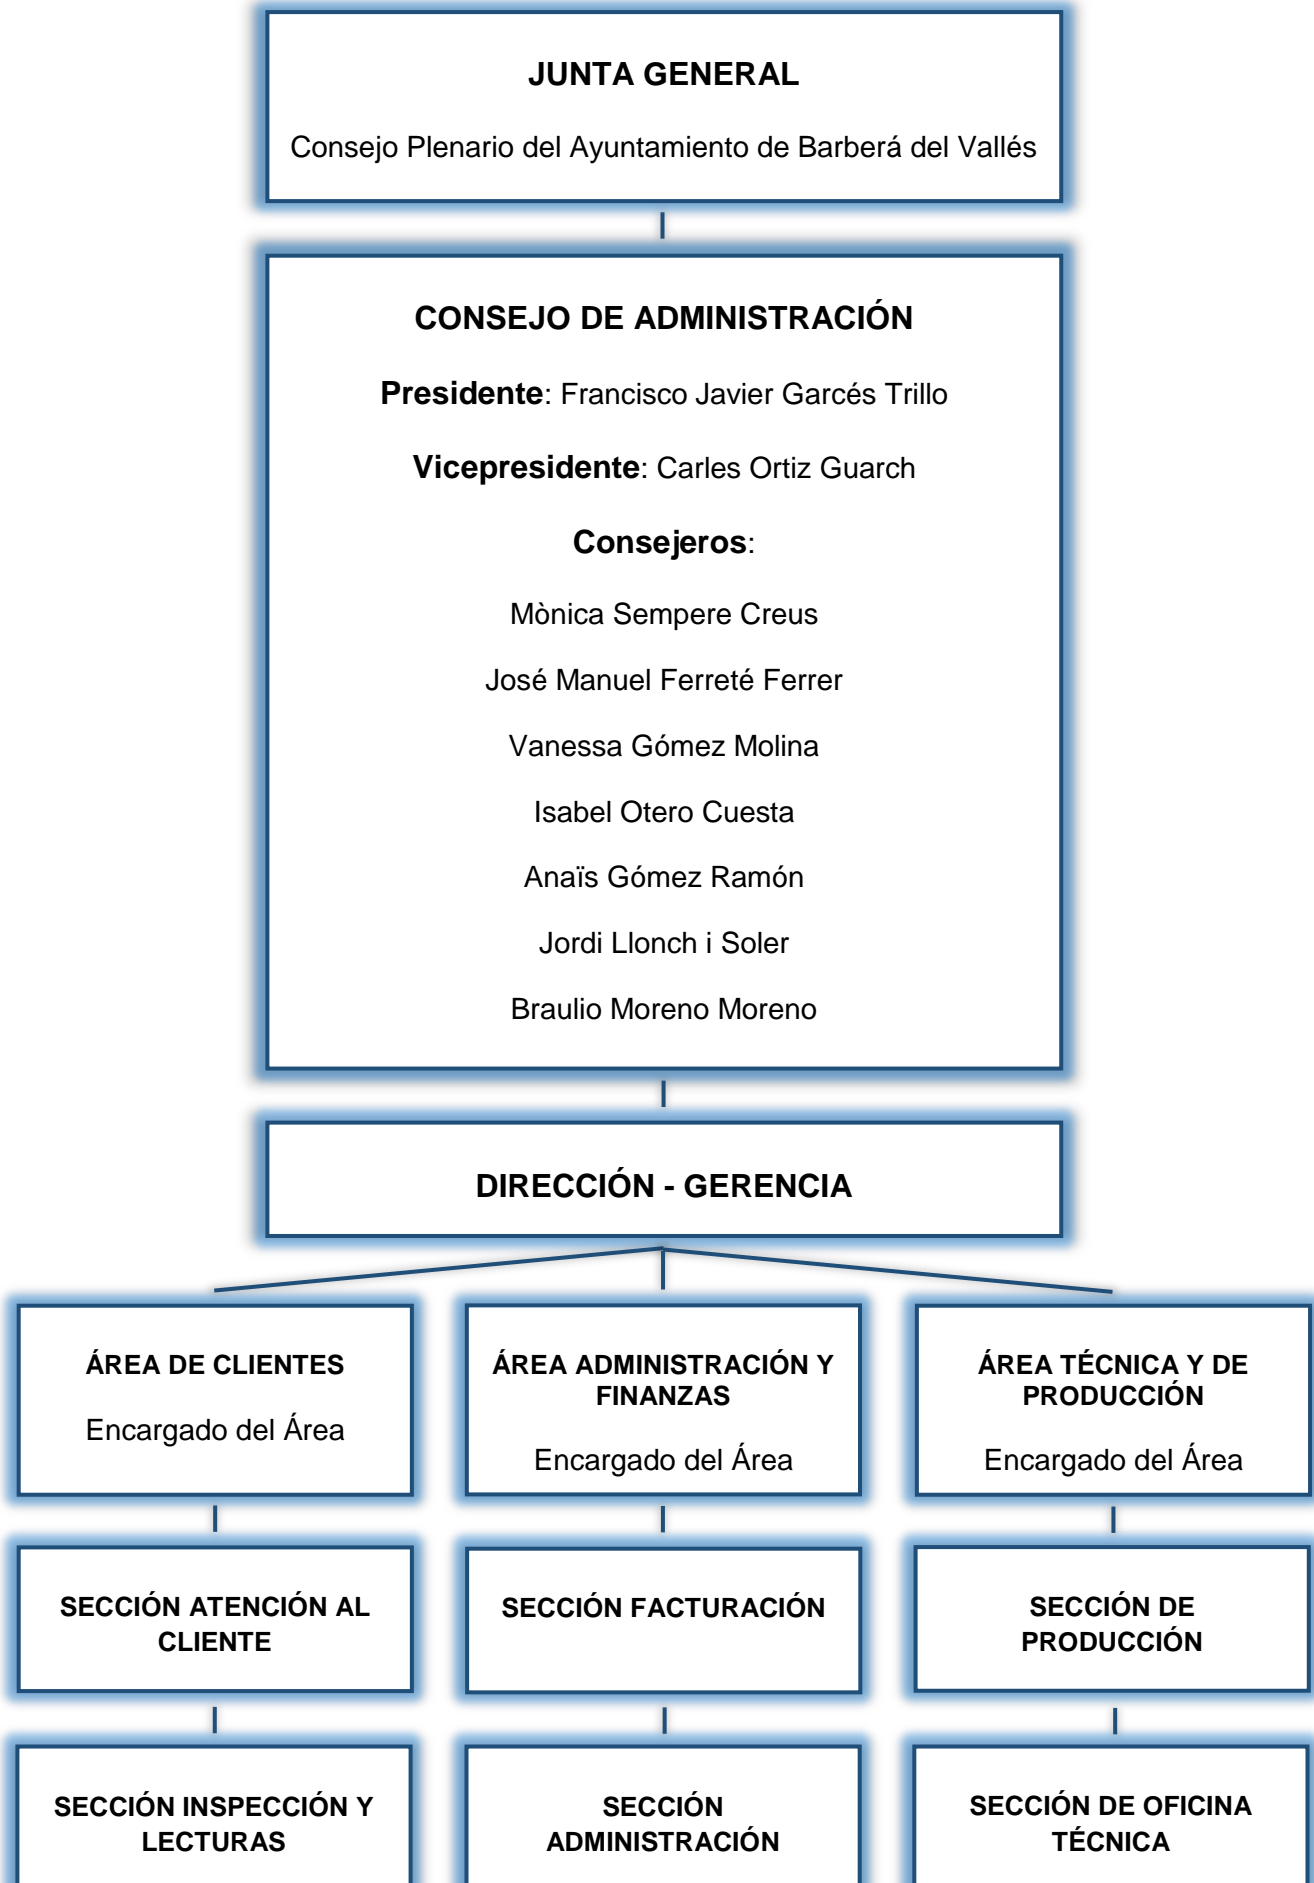 JUNTA GENERAL
Consejo Plenario del Ayuntamiento de Barberá del Vallés
CONSEJO DE ADMINISTRACIÓN
Presidente: Francisco Javier Garcés Trillo
Vicepresidente: Carles Ortiz Guarch
Consejeros:
Mònica Sempere Creus
José Manuel Ferreté Ferrer
Vanessa Gómez Molina
Isabel Otero Cuesta
Anaïs Gómez Ramón
Jordi Llonch i Soler
Braulio Moreno Moreno
DIRECCIÓN - GERENCIA
ÁREA DE CLIENTES
Encargado del Área
ÁREA ADMINISTRACIÓN Y
FINANZAS
Encargado del Área
ÁREA TÉCNICA Y DE
PRODUCCIÓN
Encargado del Área
SECCIÓN ATENCIÓN AL
CLIENTE
SECCIÓN FACTURACIÓN
SECCIÓN DE
PRODUCCIÓN
SECCIÓN INSPECCIÓN Y
LECTURAS
SECCIÓN
ADMINISTRACIÓN
SECCIÓN DE OFICINA
TÉCNICA